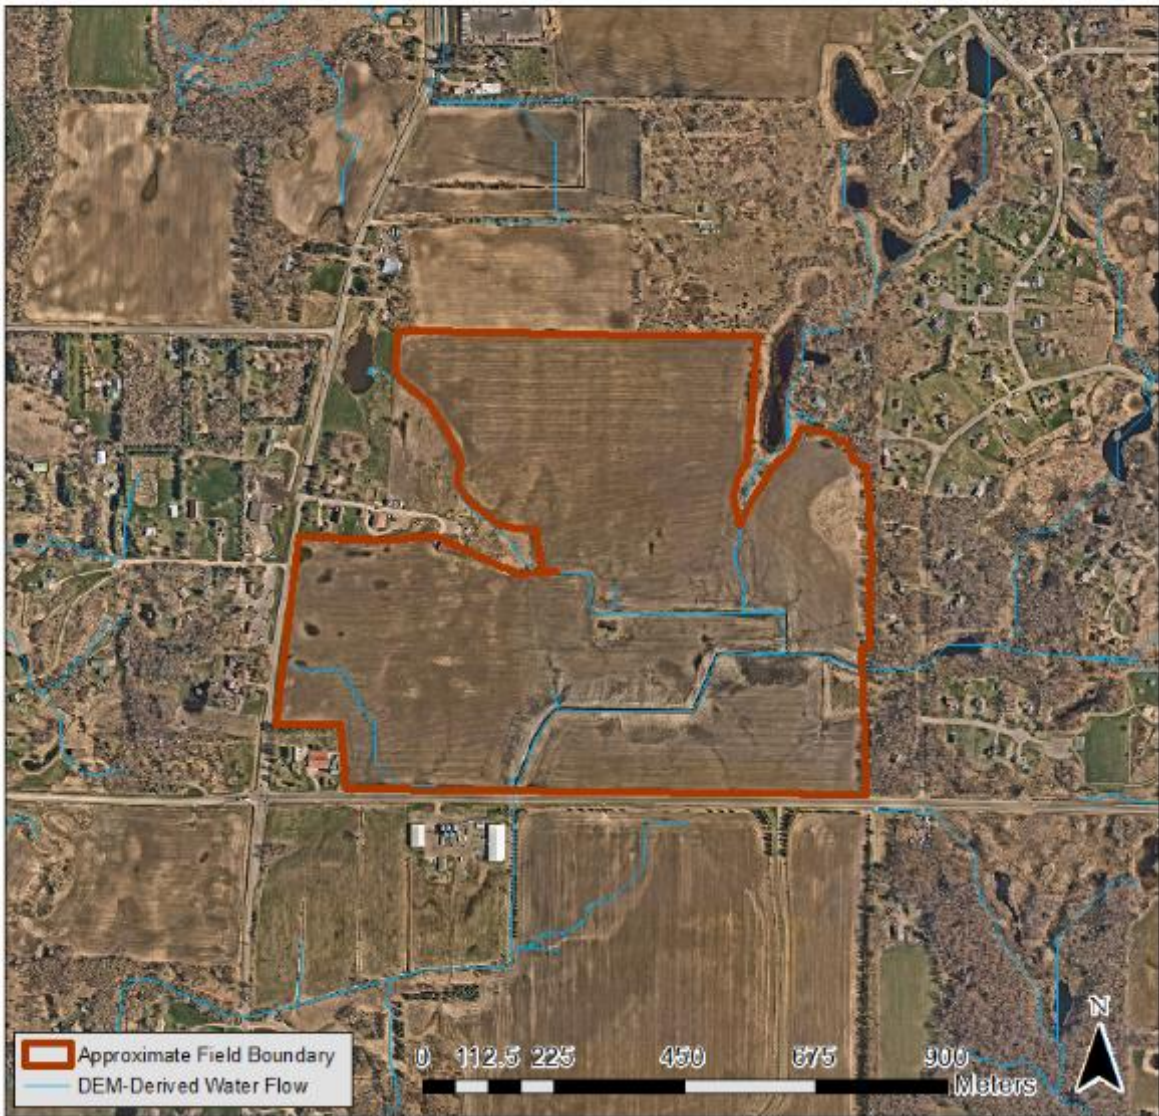 N
Approximate Field Boundary
DEM-Derived Water Flow
0 112.5 225 450 675 900
Meters